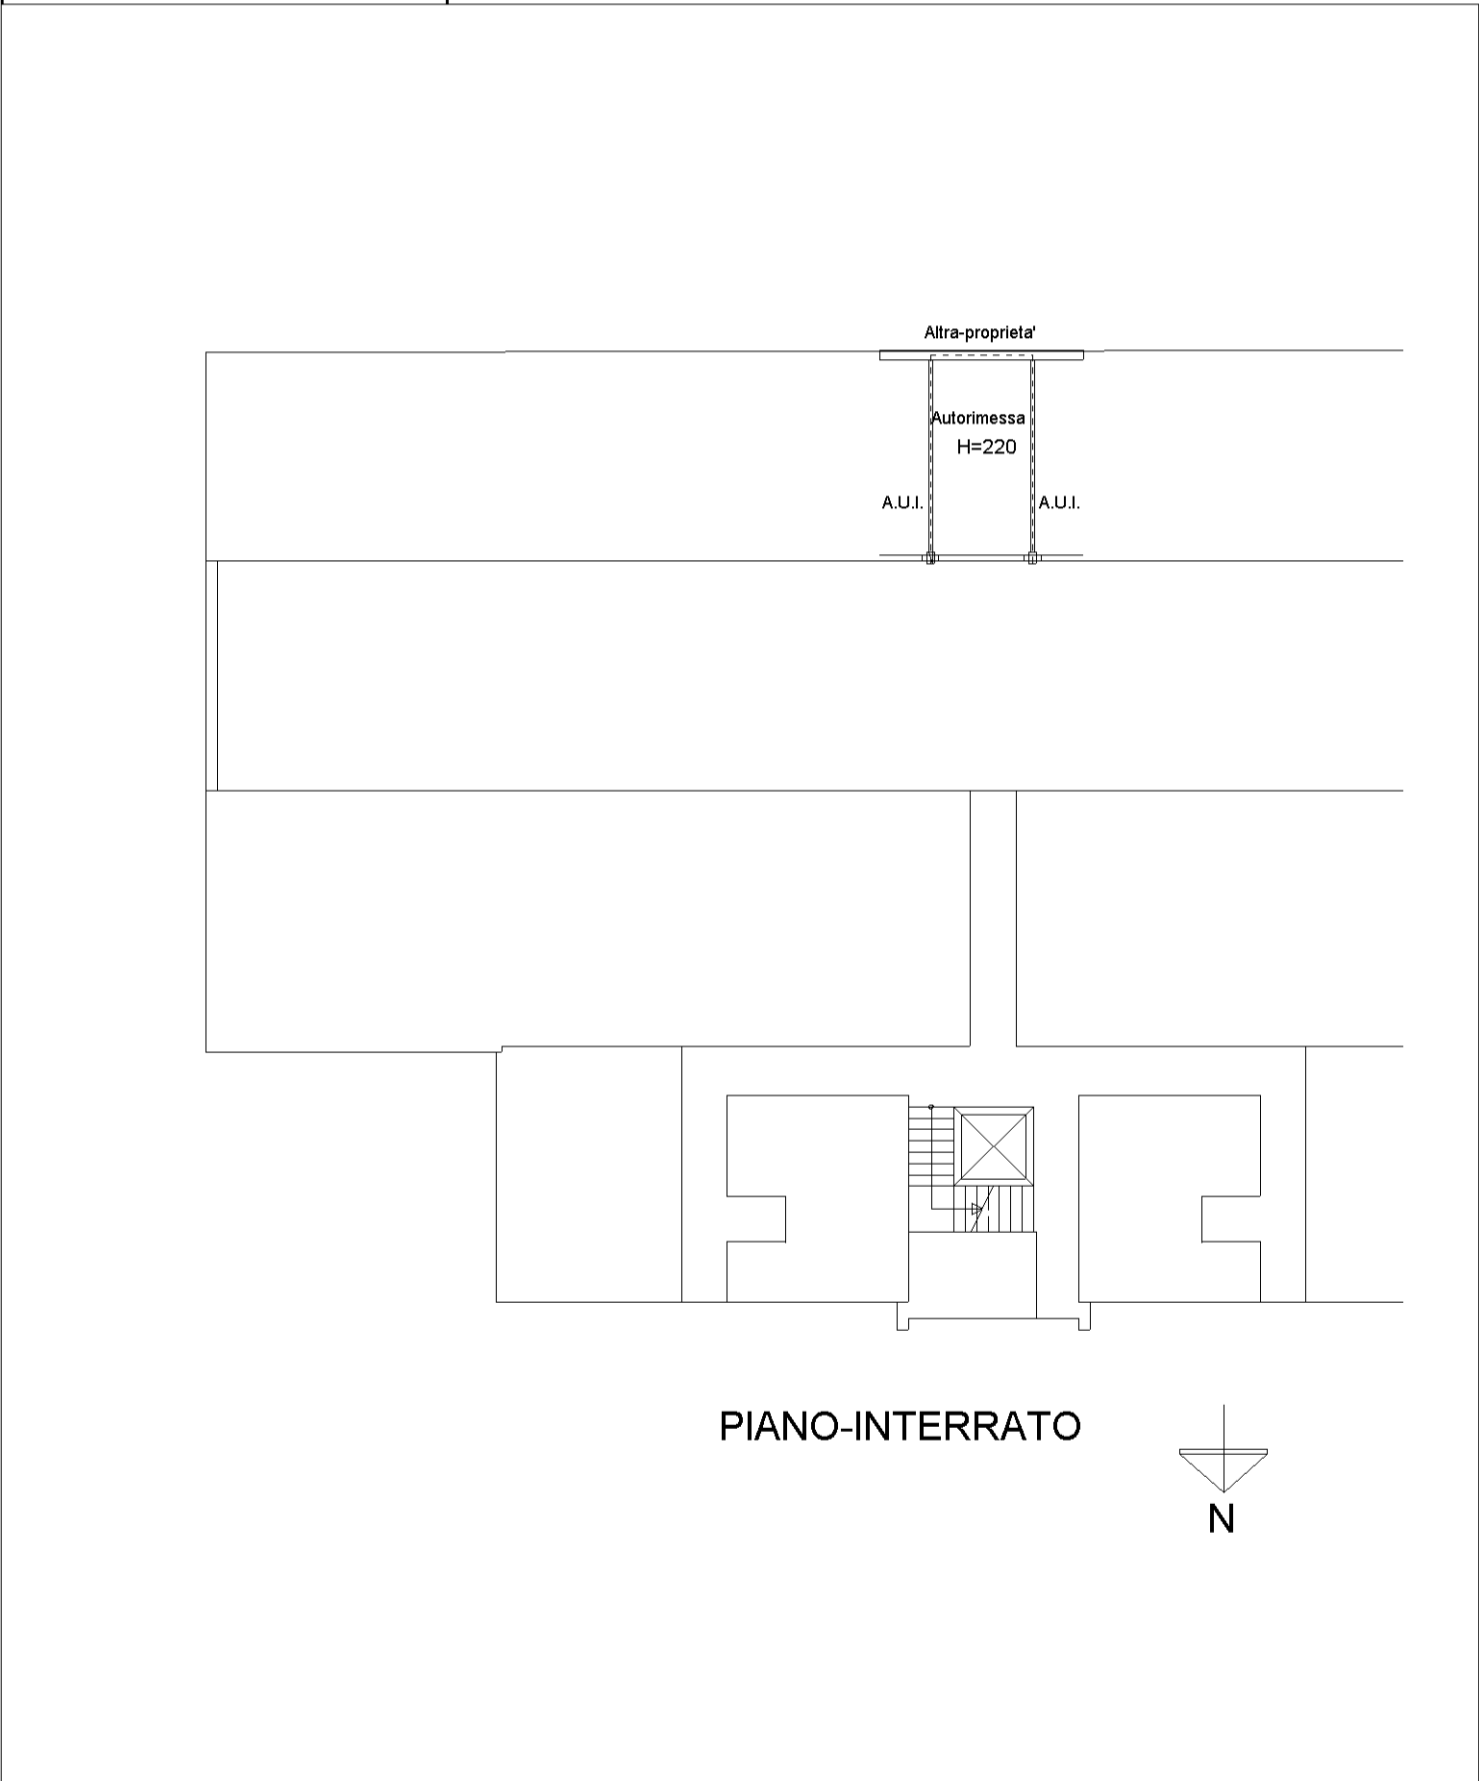 Altra-proprieta'
Autorimessa
H=220
A.U.I.
A.U.I.
PIANO-INTERRATO
N